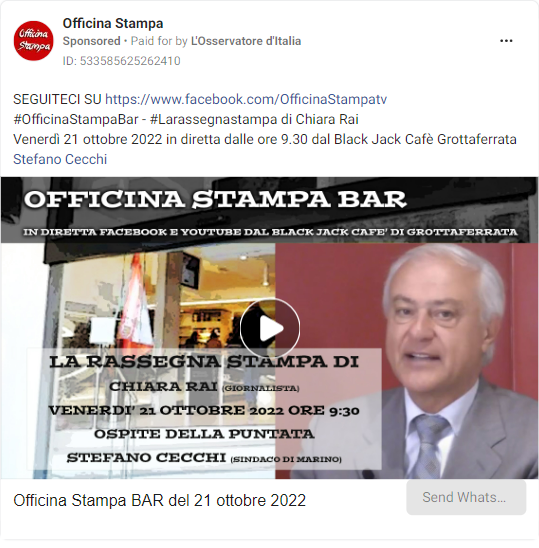 Officina
Stampa
Officina Stampa
Sponsored • Paid for by L'Osservatore d'Italia
ID: 533585625262410
SEGUITECI SU https://www.facebook.com/OfficinaStampatv
#OfficinaStampaBar - #Larassegnastampa di Chiara Rai
Venerdì 21 ottobre 2022 in diretta dalle ore 9.30 dal Black Jack Cafè Grottaferrata
Stefano Cecchi
OFFICINA STAMPA BAR
IN DIRETTA FACEBOOK E YOUTUBE DAL BLACK JACK CAFE' DI GROTTAFERRATA
LA RASSEGNA STAMPA DI
CHIARA RAI (GIORNALISTA)
VENERDI' 21 OTTOBRE 2022 ORE 9:30
OSPITE DELLA PUNTATA
STEFANO CECCHI (SINDACO DI MARINO)
Officina Stampa BAR del 21 ottobre 2022
Send Whats...